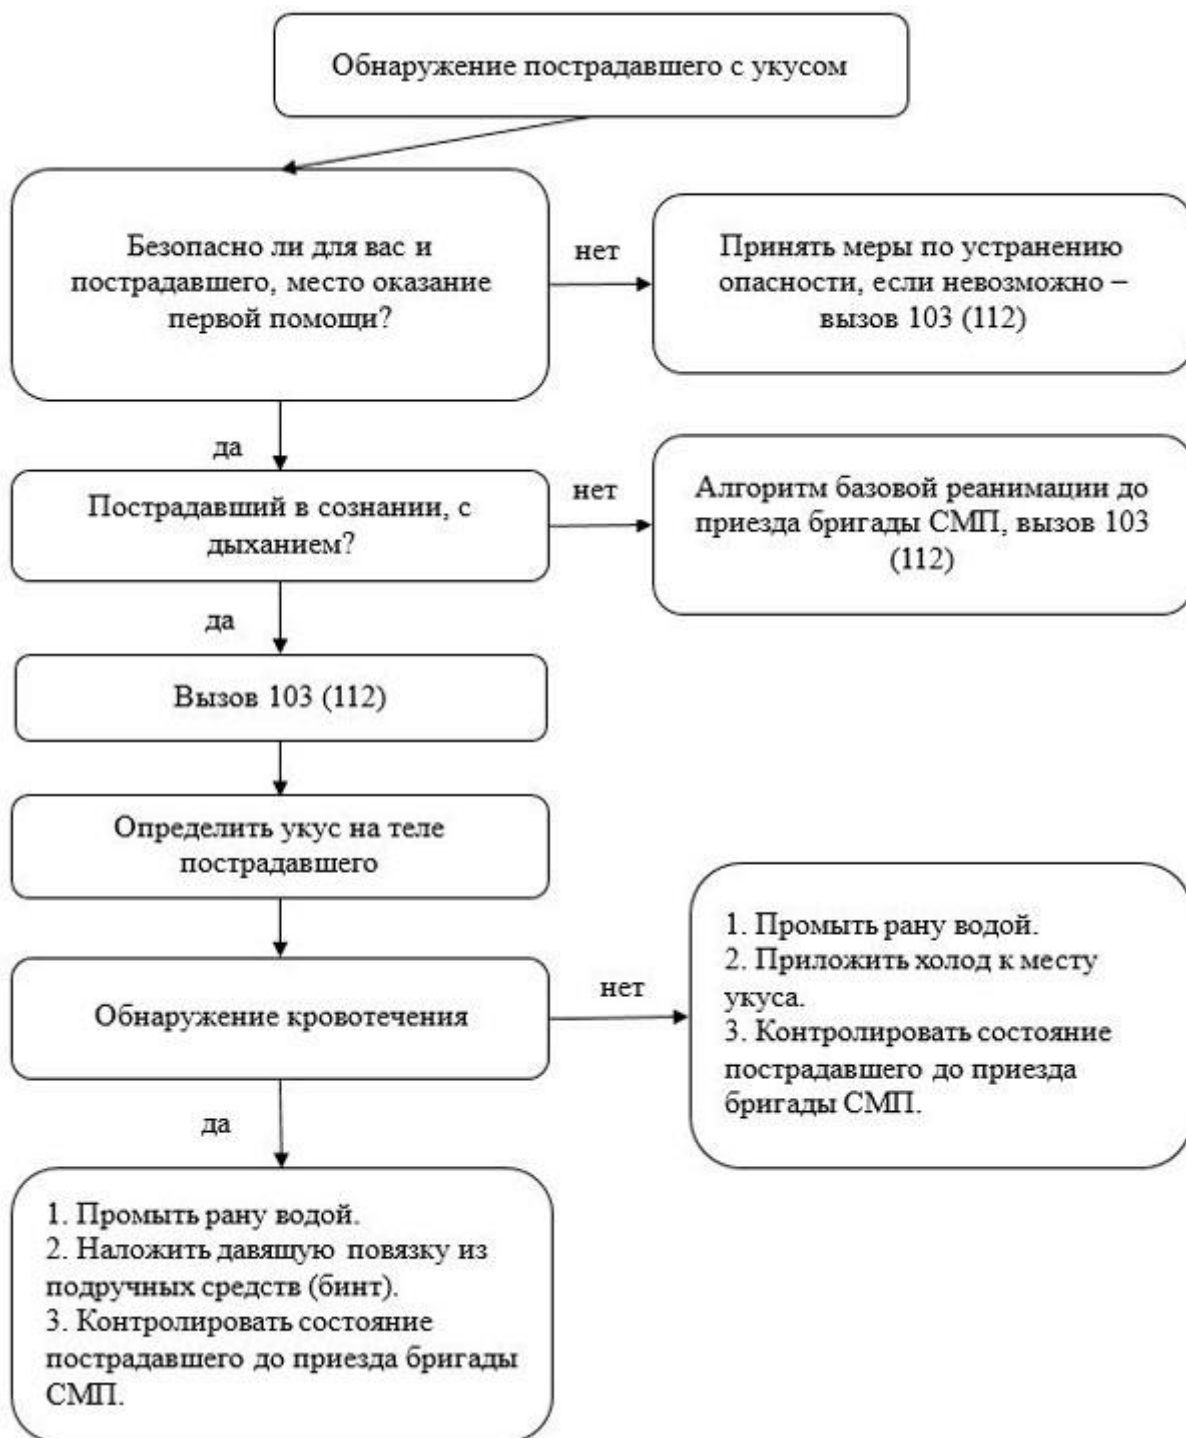 Обнаружение пострадавшего с укусом
Безопасно ли для вас и
пострадавшего, место оказание
первой помощи?
нет
Принять меры по устранению
опасности, если невозможно –
вызов 103 (112)
да
Пострадавший в сознании, с
дыханием?
нет
Алгоритм базовой реанимации до
приезда бригады СМП, вызов 103
(112)
да
Вызов 103 (112)
Определить укус на теле
пострадавшего
Обнаружение кровотечения
нет
1. Промыть рану водой.
2. Приложить холод к месту
укуса.
3. Контролировать состояние
пострадавшего до приезда
бригады СМП.
да
1. Промыть рану водой.
2. Наложить давящую повязку из
подручных средств (бинт).
3. Контролировать состояние
пострадавшего до приезда бригады
СМП.